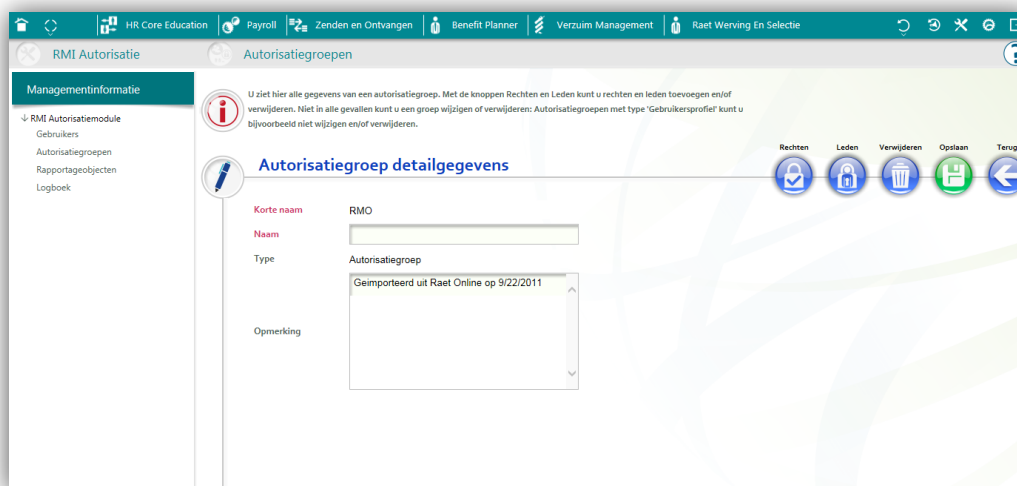 HR Core Education Payroll Zenden en Ontvangen Benefit Planner Verzuim Management Raet Werving En Selectie
RMI Autorisatie Autorisatiegroepen
Managementinformatie
RMI Autorisatiemodule
Gebruikers
Autorisatiegroepen
Rapportageobjecten
Logboek
U ziet hier alle gegevens van een autorisatiegroep. Met de knoppen Rechten en Leden kunt u rechten en leden toevoegen en/of
verwijderen. Niet in alle gevallen kunt u een groep wijzigen of verwijderen: Autorisatiegroepen met type 'Gebruikersprofiel' kunt u
bijvoorbeeld niet wijzigen en/of verwijderen.
Autorisatiegroep detailgegevens
Rechten Leden Verwijderen Opslaan Terug
Korte naam RMO
Naam
Type Autorisatiegroep
Geimporteerd uit Raet Online op 9/22/2011
Opmerking